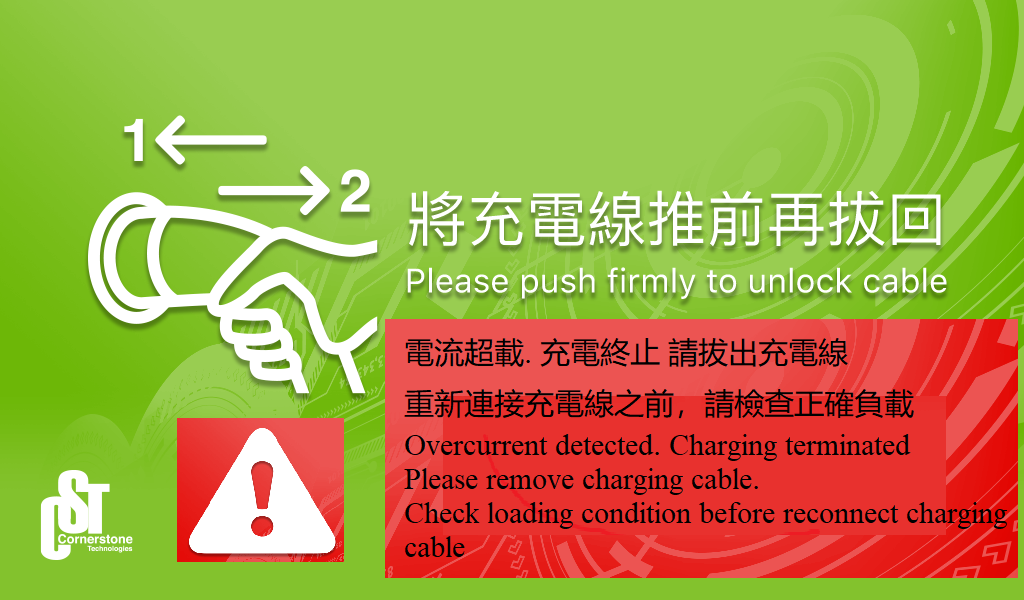 1
2
將充電線推前再拔回
Please push firmly to unlock cable
電流超載. 充電終止 請拔出充電線
重新連接充電線之前，請檢查正確負載
Overcurrent detected. Charging terminated
Please remove charging cable.
Check loading condition before reconnect charging
cable
CST
Cornerstone
Technologies